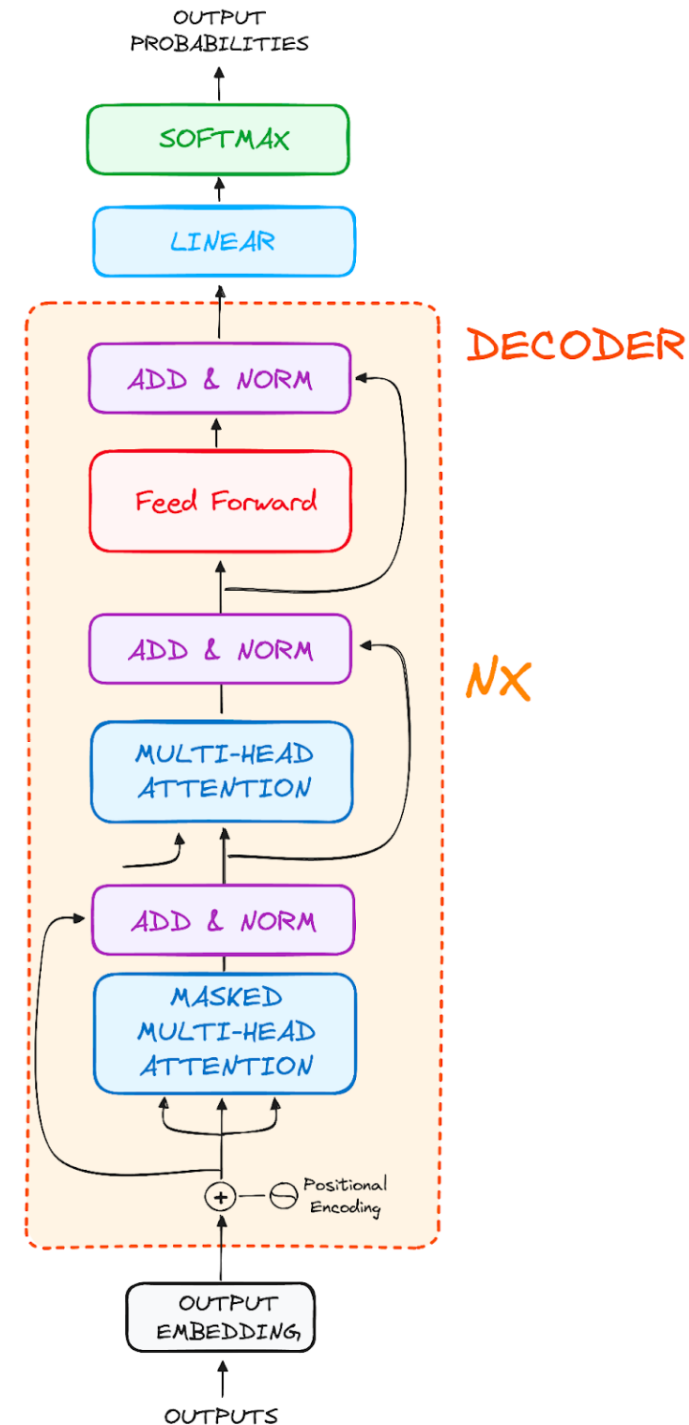 OUTPUT
PROBABILITIES
SOFTMAX
LINEAR
DECODER
ADD & NORM
Feed Forward
ADD & NORM
NX
MULTI-HEAD
ATTENTION
ADD & NORM
MASKED
MULTI-HEAD
ATTENTION
Positional
Encoding
OUTPUT
EMBEDDING
OUTPUTS